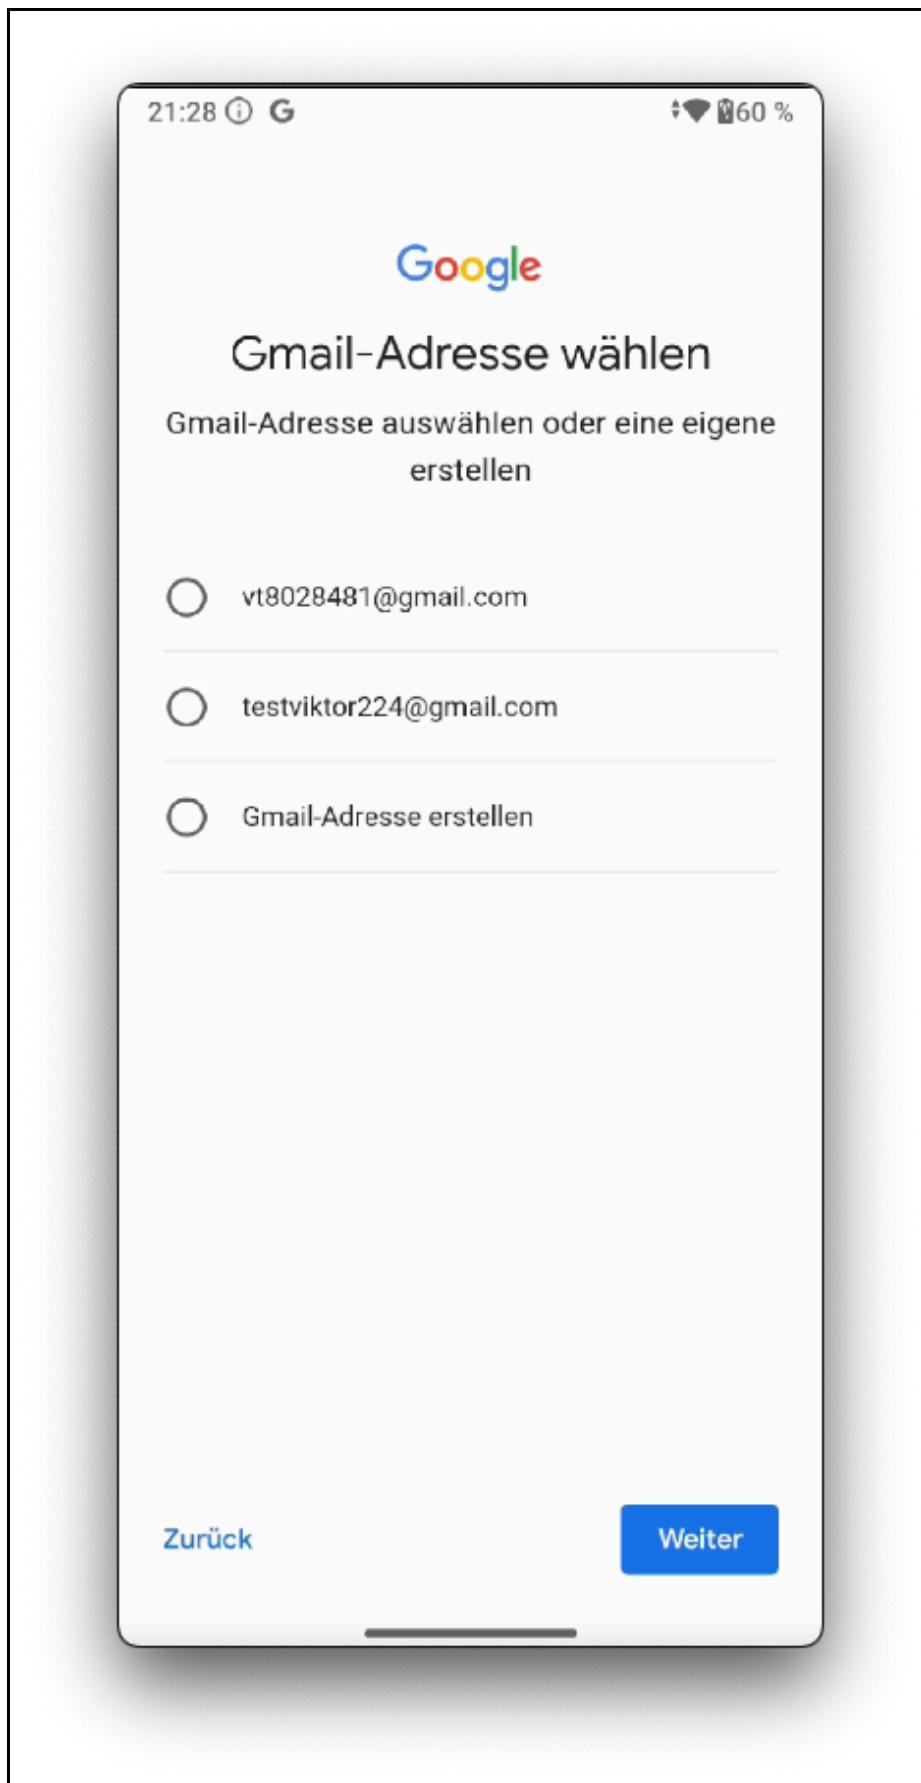 21:28 G 60 %
Google
Gmail-Adresse wählen
Gmail-Adresse auswählen oder eine eigene
erstellen
vt8028481@gmail.com
testviktor224@gmail.com
Gmail-Adresse erstellen
Zurück Weiter